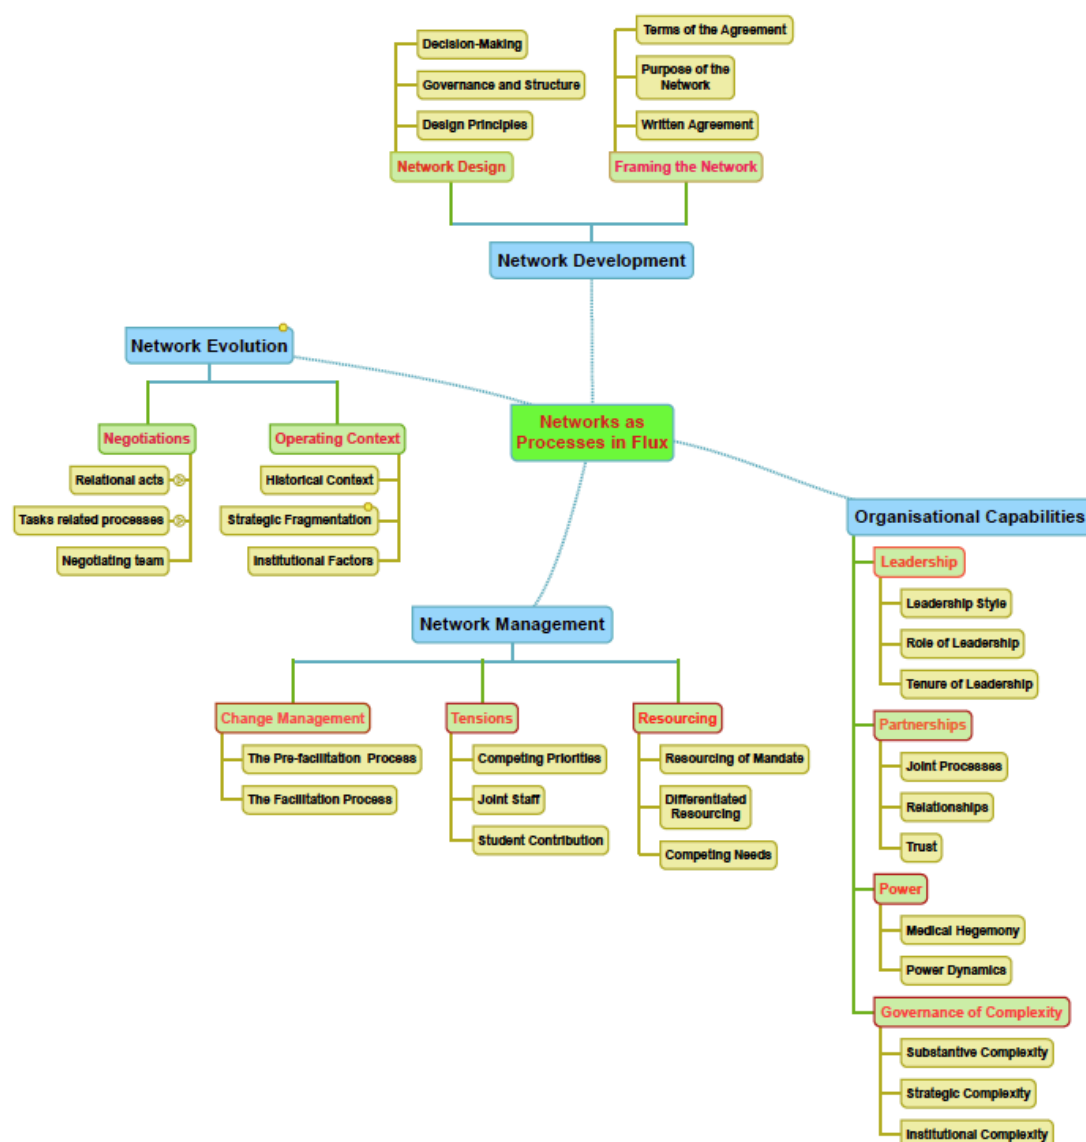 Decision-Making
Governance and Structure
Design Principles
Network Design
Terms of the Agreement
Purpose of the
Network
Written Agreement
Framing the Network
Network Development
Network Evolution
Negotiations
Relational acts
Tasks related processes
Negotiating team
Operating Context
Historical Context
Strategic Fragmentation
Institutional Factors
Networks as
Processes in Flux
Network Management
Change Management
The Pre-facilitation Process
The Facilitation Process
Tensions
Competing Priorities
Joint Staff
Student Contribution
Resourcing
Resourcing of Mandate
Differentiated
Resourcing
Competing Needs
Organisational Capabilities
Leadership
Leadership Style
Role of Leadership
Tenure of Leadership
Partnerships
Joint Processes
Relationships
Trust
Power
Medical Hegemony
Power Dynamics
Governance of Complexity
Substantive Complexity
Strategic Complexity
Institutional Complexity